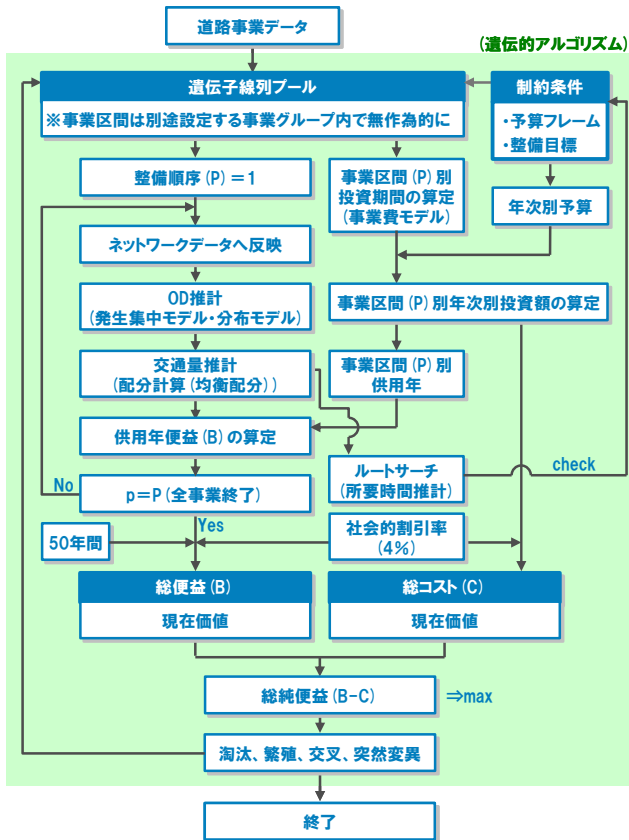 道路事業データ
(遺伝的アルゴリズム)
遺伝子線列プール
※事業区間は別途設定する事業グループ内で無作為的に
制約条件
・予算フレーム
・整備目標
整備順序(P)=1
事業区間(P)別
投資期間の算定
(事業費モデル)
年次別予算
ネットワークデータへ反映
OD推計
(発生集中モデル・分布モデル)
事業区間(P)別年次別投資額の算定
交通量推計
(配分計算(均衡配分))
事業区間(P)別
供用年
供用年便益(B)の算定
ルートサーチ
(所要時間推計)
check
No
p=P(全事業終了)
Yes
50年間
社会的割引率
(4%)
総便益(B)
現在価値
総コスト(C)
現在価値
総純便益(B-C)
⇒max
淘汰、繁殖、交叉、突然変異
終了